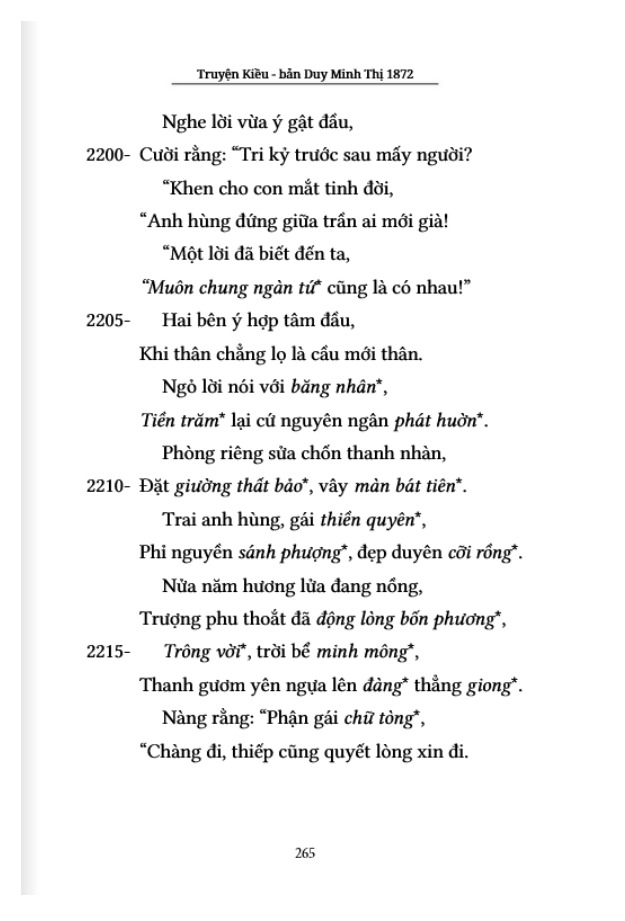 Truyện Kiều - bản Duy Minh Thị 1872
Nghe lời vừa ý gật đầu,
2200- Cười rằng: “Tri kỷ trước sau mấy người?
“Khen cho con mắt tinh đời,
“Anh hùng đứng giữa trần ai mới già!
“Một lời đã biết đến ta,
“Muôn chung ngàn tứ* cũng là có nhau!”
2205- Hai bên ý hợp tâm đầu,
Khi thân chẳng lọ là cầu mới thân.
Ngỏ lời nói với băng nhân*,
Tiền trăm* lại cứ nguyên ngân phát huờn*.
Phòng riêng sửa chốn thanh nhàn,
2210- Đặt giường thất bảo*, vây màn bát tiên*.
Trai anh hùng, gái thiền quyên*,
Phỉ nguyền sánh phượng*, đẹp duyên cỡi rồng*.
Nửa năm hương lửa đang nồng,
Trượng phu thoắt đã động lòng bốn phương*,
2215- Trông vời*, trời bể minh mông*,
Thanh gươm yên ngựa lên đàng* thẳng giong*.
Nàng rằng: “Phận gái chữ tòng*,
“Chàng đi, thiếp cũng quyết lòng xin đi.
265